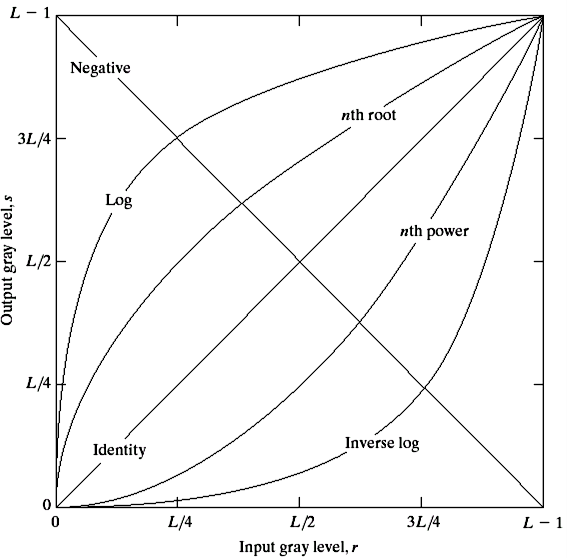 L − 1
Negative
nth root
3L/4
Log
nth power
Output gray level, s
L/2
L/4
Inverse log
Identity
0
0
L/4
L/2
3L/4
L − 1
Input gray level, r